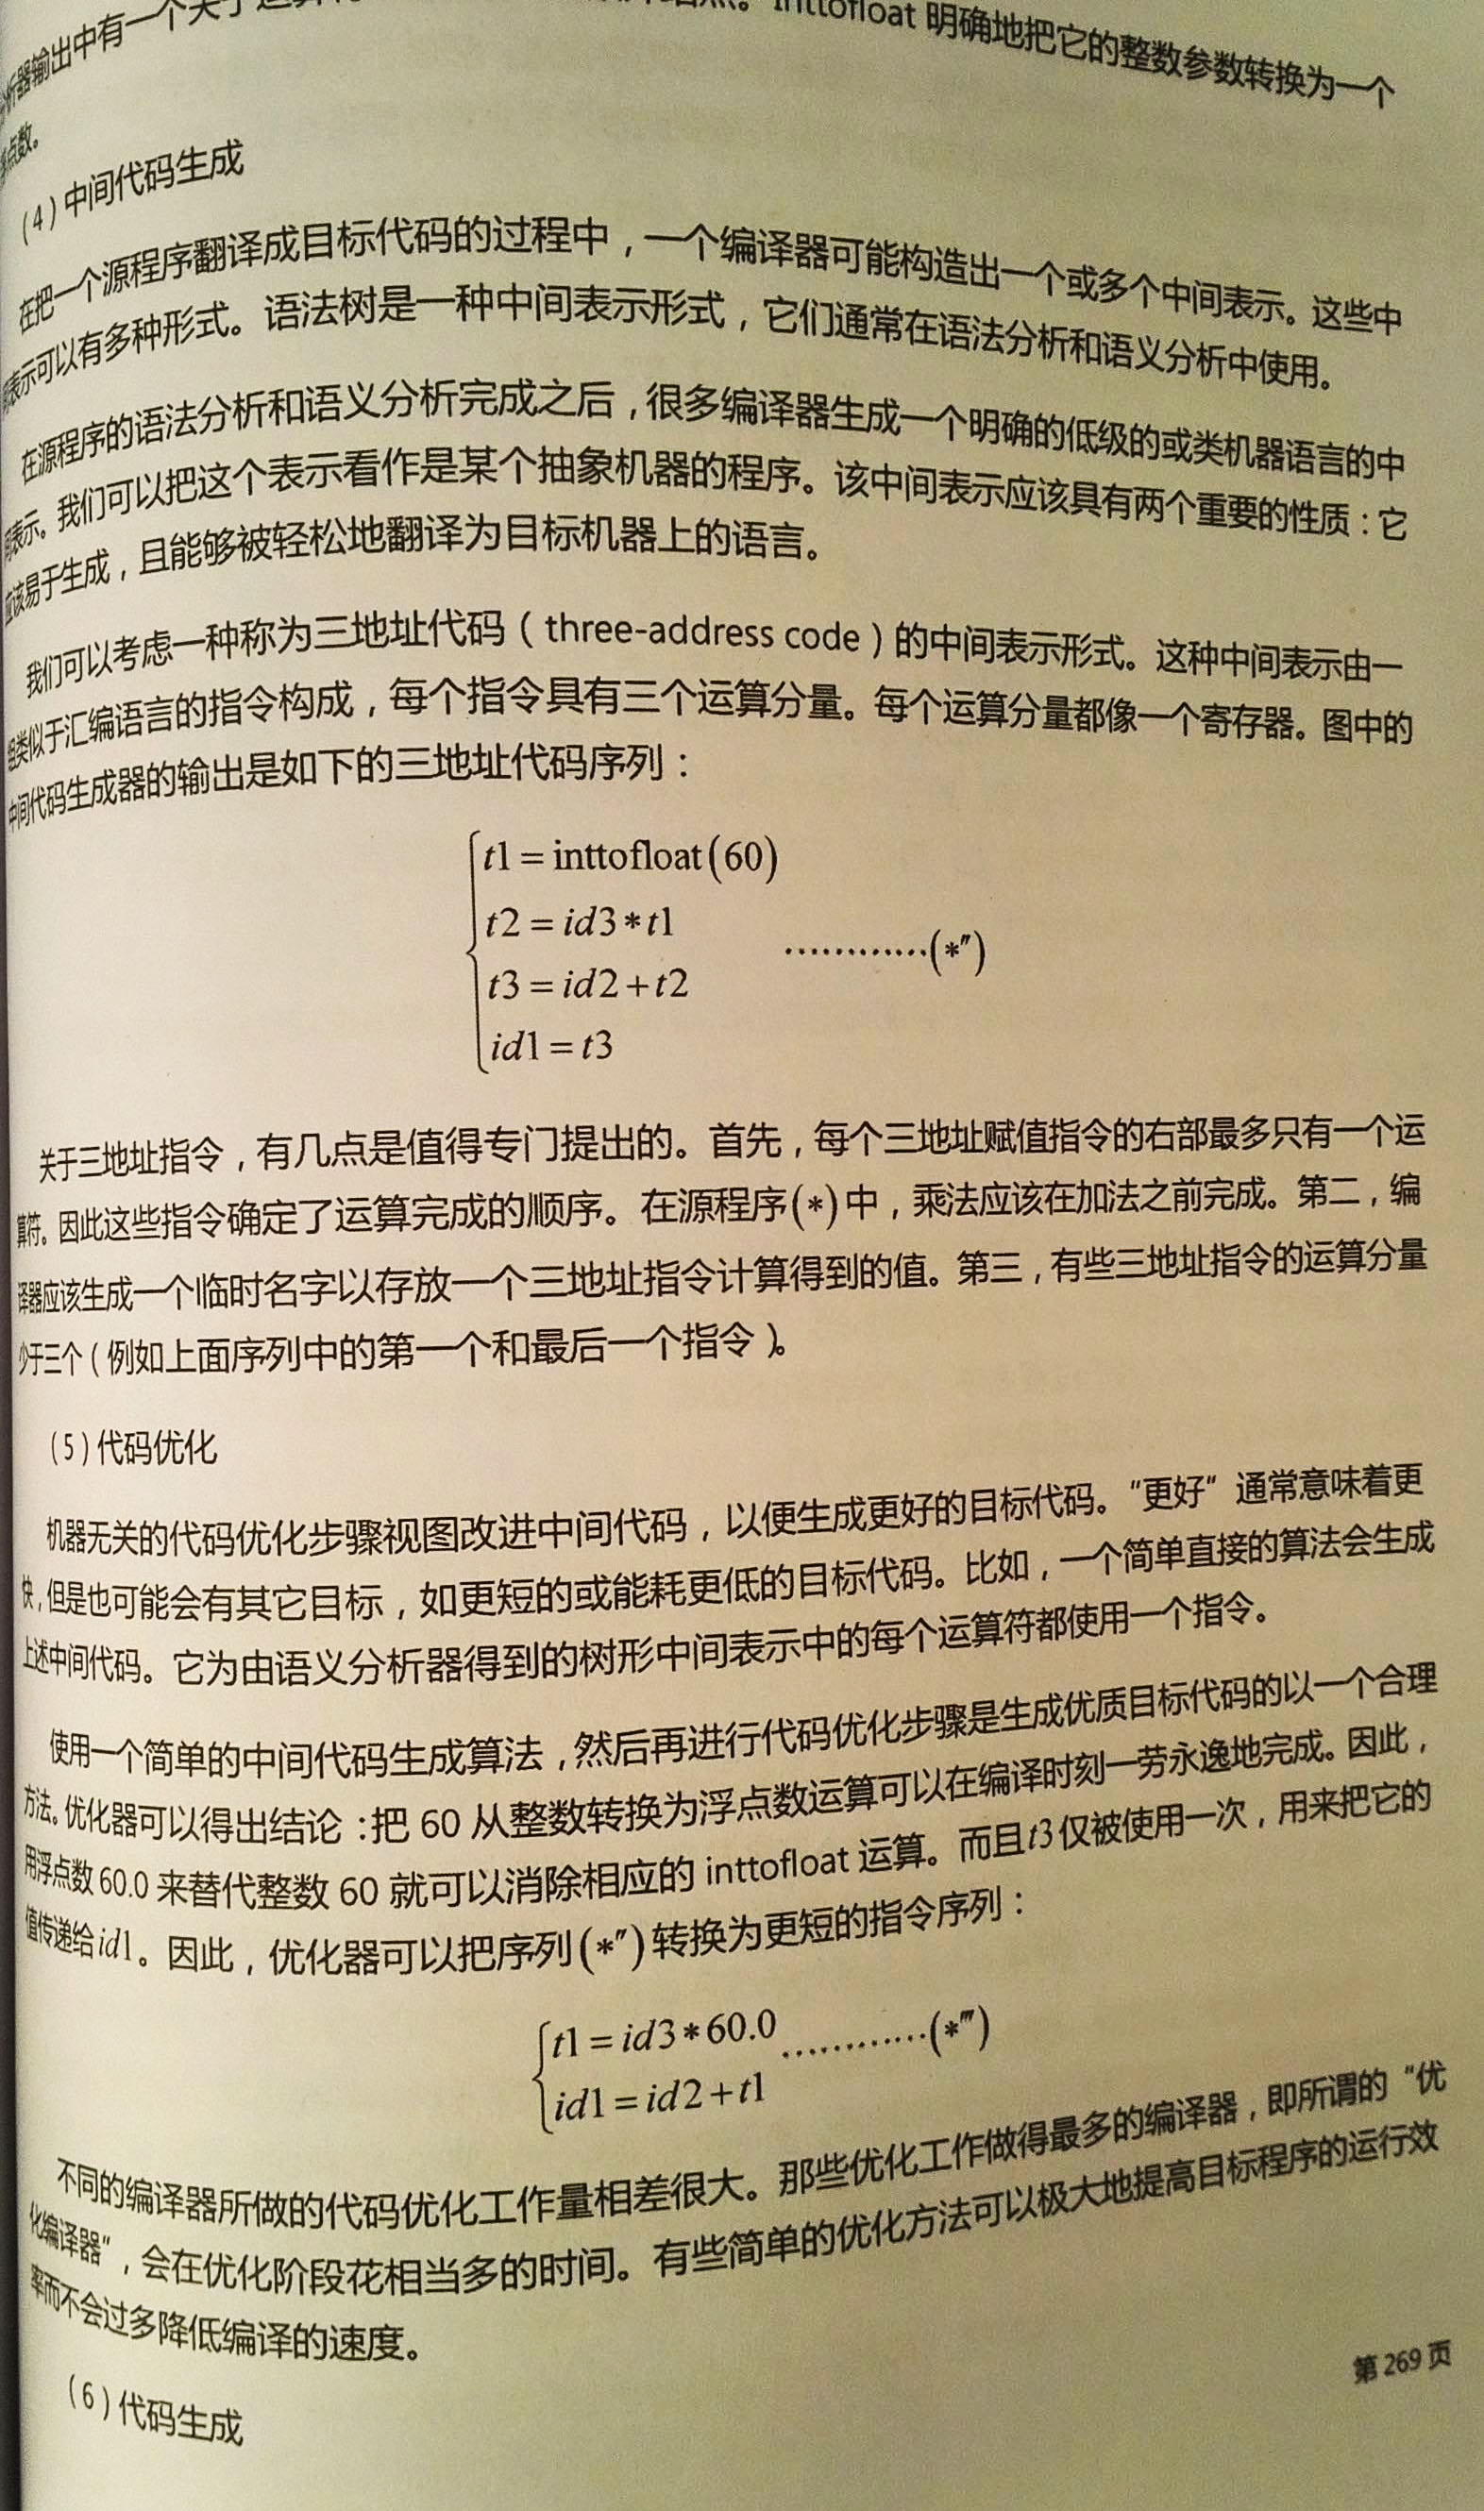 析器输出中有一个关于运算 inttofloat 明确地把它的整数参数转换为一个
点数。
（4）中间代码生成
在把一个源程序翻译成目标代码的过程中，一个编译器可能构造出一个或多个中间表示。这些中
间表示可以有多种形式。语法树是一种中间表示形式，它们通常在语法分析和语义分析中使用。
在源程序的语法分析和语义分析完成之后，很多编译器生成一个明确的低级的或类机器语言的中
间表示。我们可以把这个表示看作是某个抽象机器的程序。该中间表示应该具有两个重要的性质：它
应该易于生成，且能够被轻松地翻译为目标机器上的语言。
我们可以考虑一种称为三地址代码（three-address code）的中间表示形式。这种中间表示由一
组类似于汇编语言的指令构成，每个指令具有三个运算分量。每个运算分量都像一个寄存器。图中的
中间代码生成器的输出是如下的三地址代码序列：
t1 = inttofloat(60)
t2 = id3*t1
t3 = id2+t2
…………(*″)
id1 = t3
关于三地址指令，有几点是值得专门提出的。首先，每个三地址赋值指令的右部最多只有一个运
算符。因此这些指令确定了运算完成的顺序。在源程序(*)中，乘法应该在加法之前完成。第二，编
译器应该生成一个临时名字以存放一个三地址指令计算得到的值。第三，有些三地址指令的运算分量
少于三个（例如上面序列中的第一个和最后一个指令）。
（5）代码优化
机器无关的代码优化步骤视图改进中间代码，以便生成更好的目标代码。“更好”通常意味着更
快，但是也可能会有其它目标，如更短的或能耗更低的目标代码。比如，一个简单直接的算法会生成
上述中间代码。它为由语义分析器得到的树形中间表示中的每个运算符都使用一个指令。
使用一个简单的中间代码生成算法，然后再进行代码优化步骤是生成优质目标代码的以一个合理
方法。优化器可以得出结论：把 60 从整数转换为浮点数运算可以在编译时刻一劳永逸地完成。因此，
用浮点数 60.0 来替代整数 60 就可以消除相应的 inttofloat 运算。而且t3仅被使用一次，用来把它的
值传递给id1。因此，优化器可以把序列(*″)转换为更短的指令序列：
t1 = id3*60.0 …………(*‴)
id1 = id2+t1
不同的编译器所做的代码优化工作量相差很大。那些优化工作做得最多的编译器，即所谓的“优
化编译器”，会在优化阶段花相当多的时间。有些简单的优化方法可以极大地提高目标程序的运行效
率而不会过多降低编译的速度。
第 269 页
（6）代码生成